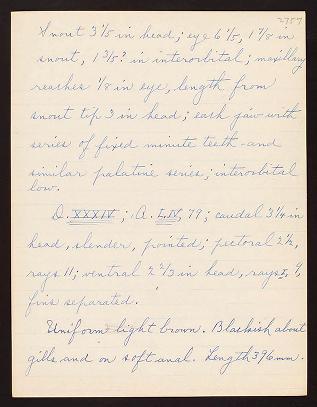 2757
Snout 3 1/5 in head; eye 6 1/5, 1 7/8 in
snout, 1 3/5? in interorbital; maxillary
reaches 1/8 in eye, length from
snout tip 3 in head; each jaw with
series of fixed minute teeth and
similar palatine series; interorbital
low.
D. XXXIV; A. LIV, 79; caudal 3 1/4 in
head, slender, pointed; pectoral 2 1/2,
rays 11; ventral 2 2/3 in head, rays I, 9,
fins separated.
Uniform light brown. Blackish about
gills and on soft anal. Length 396 mm.